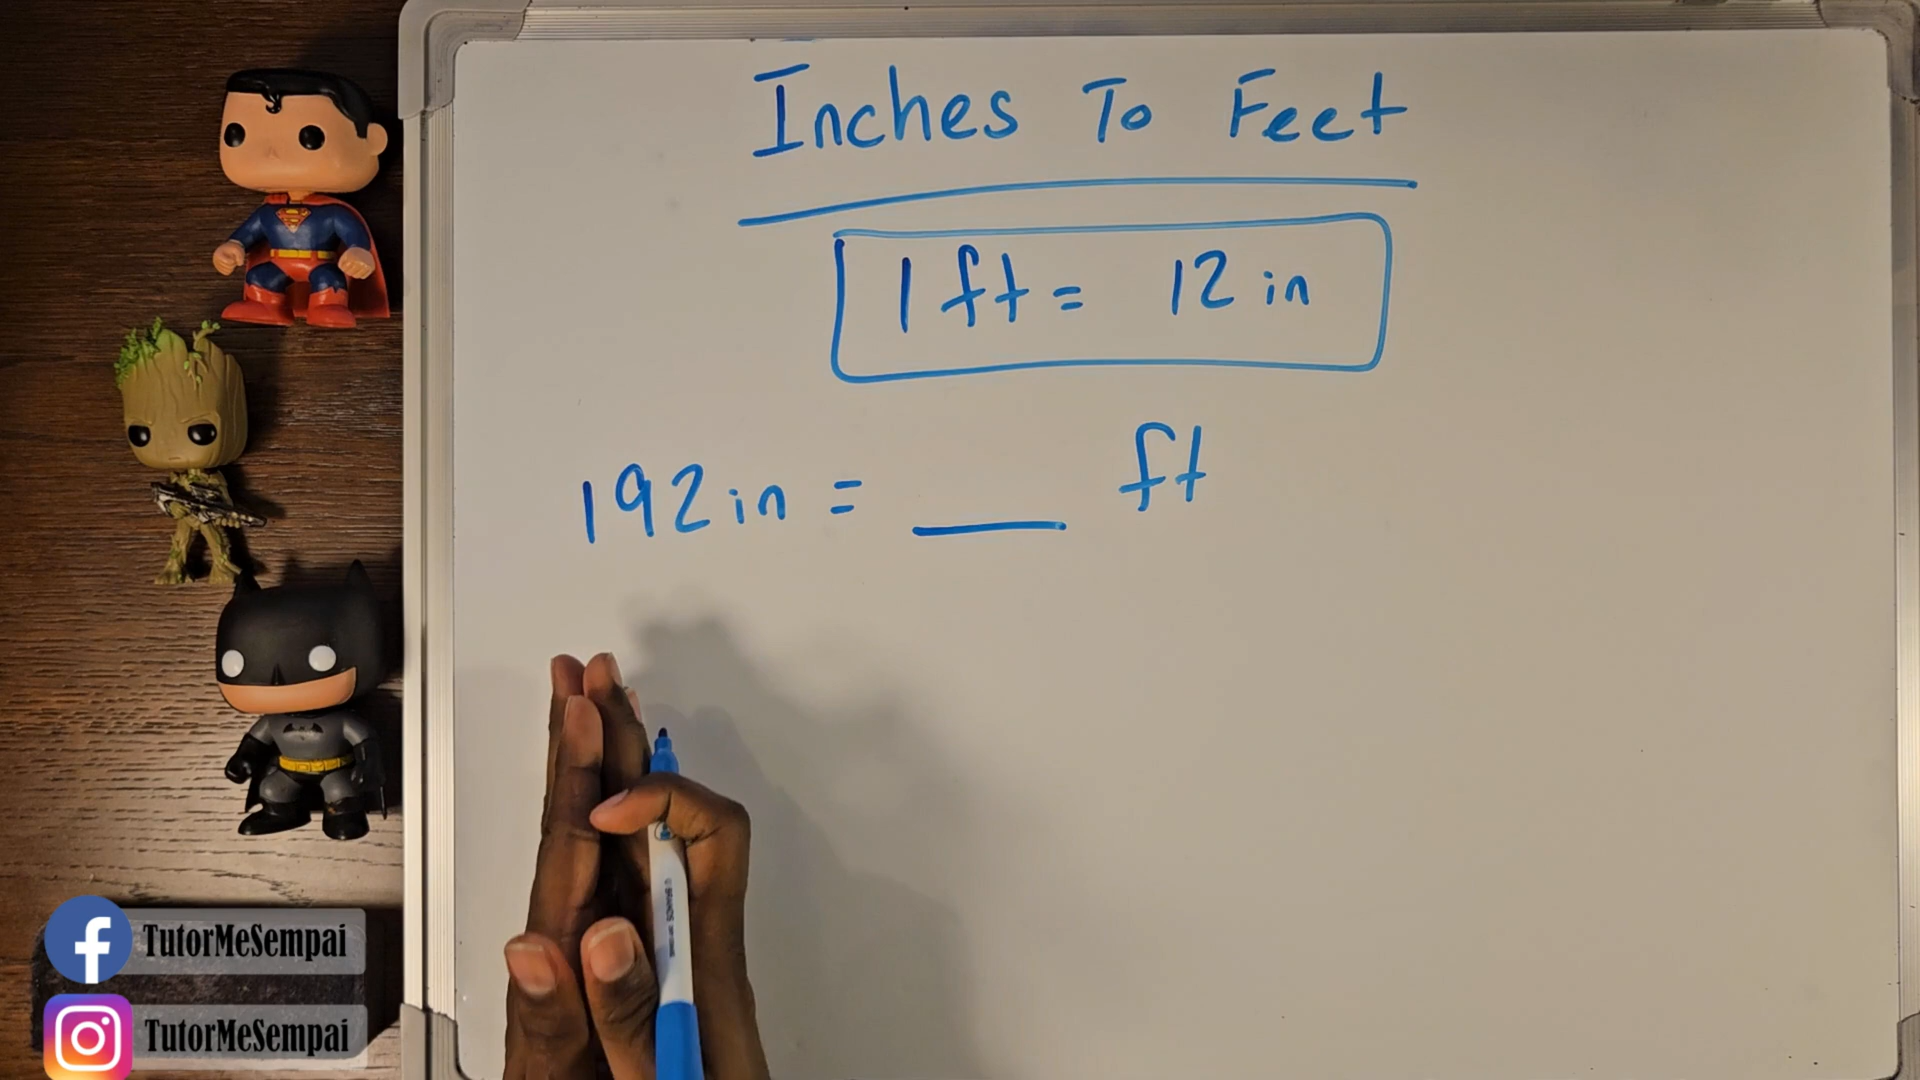 Inches To Feet
1 ft = 12 in
192 in = ___ ft
TutorMeSempai
TutorMeSempai